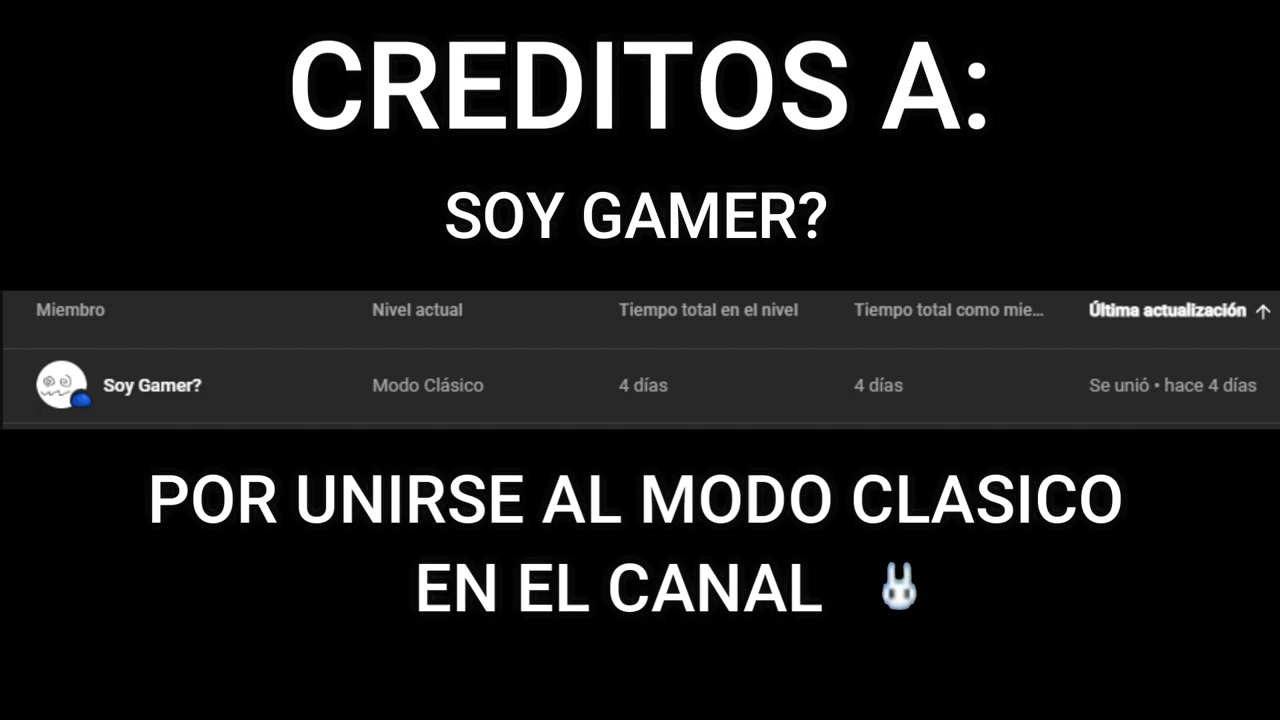 CREDITOS A:
SOY GAMER?
Miembro Nivel actual Tiempo total en el nivel Tiempo total como mie... Última actualización
Soy Gamer? Modo Clásico 4 días 4 días Se unió • hace 4 días
POR UNIRSE AL MODO CLASICO
EN EL CANAL